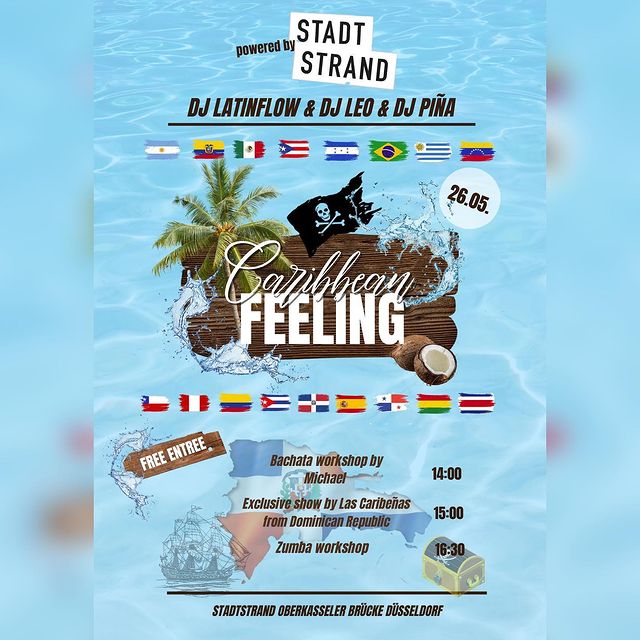 powered by
STADT
STRAND
DJ LATINFLOW & DJ LEO & DJ PIÑA
26.05.
Caribbean
FEELING
FREE ENTREE.
Bachata workshop by
Michael
14:00
Exclusive show by Las Caribeñas
from Dominican Republic
15:00
Zumba workshop
16:30
STADTSTRAND OBERKASSELER BRÜCKE DÜSSELDORF